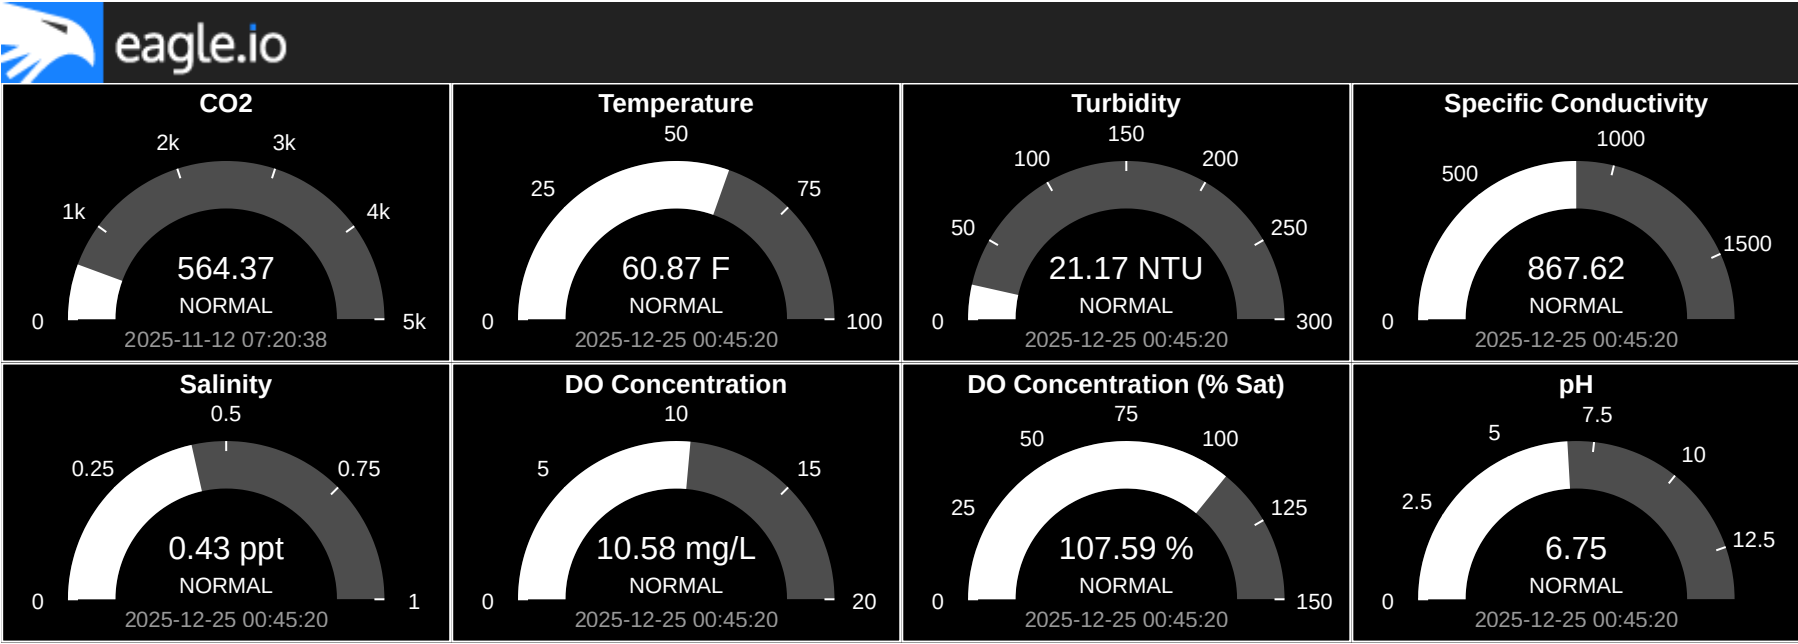 eagle.io
CO2
0
1k
2k
3k
4k
5k
564.37
NORMAL
2025-11-12 07:20:38
Temperature
0
25
50
75
100
60.87 F
NORMAL
2025-12-25 00:45:20
Turbidity
0
50
100
150
200
250
300
21.17 NTU
NORMAL
2025-12-25 00:45:20
Specific Conductivity
0
500
1000
1500
867.62
NORMAL
2025-12-25 00:45:20
Salinity
0
0.25
0.5
0.75
1
0.43 ppt
NORMAL
2025-12-25 00:45:20
DO Concentration
0
5
10
15
20
10.58 mg/L
NORMAL
2025-12-25 00:45:20
DO Concentration (% Sat)
0
25
50
75
100
125
150
107.59 %
NORMAL
2025-12-25 00:45:20
pH
0
2.5
5
7.5
10
12.5
6.75
NORMAL
2025-12-25 00:45:20